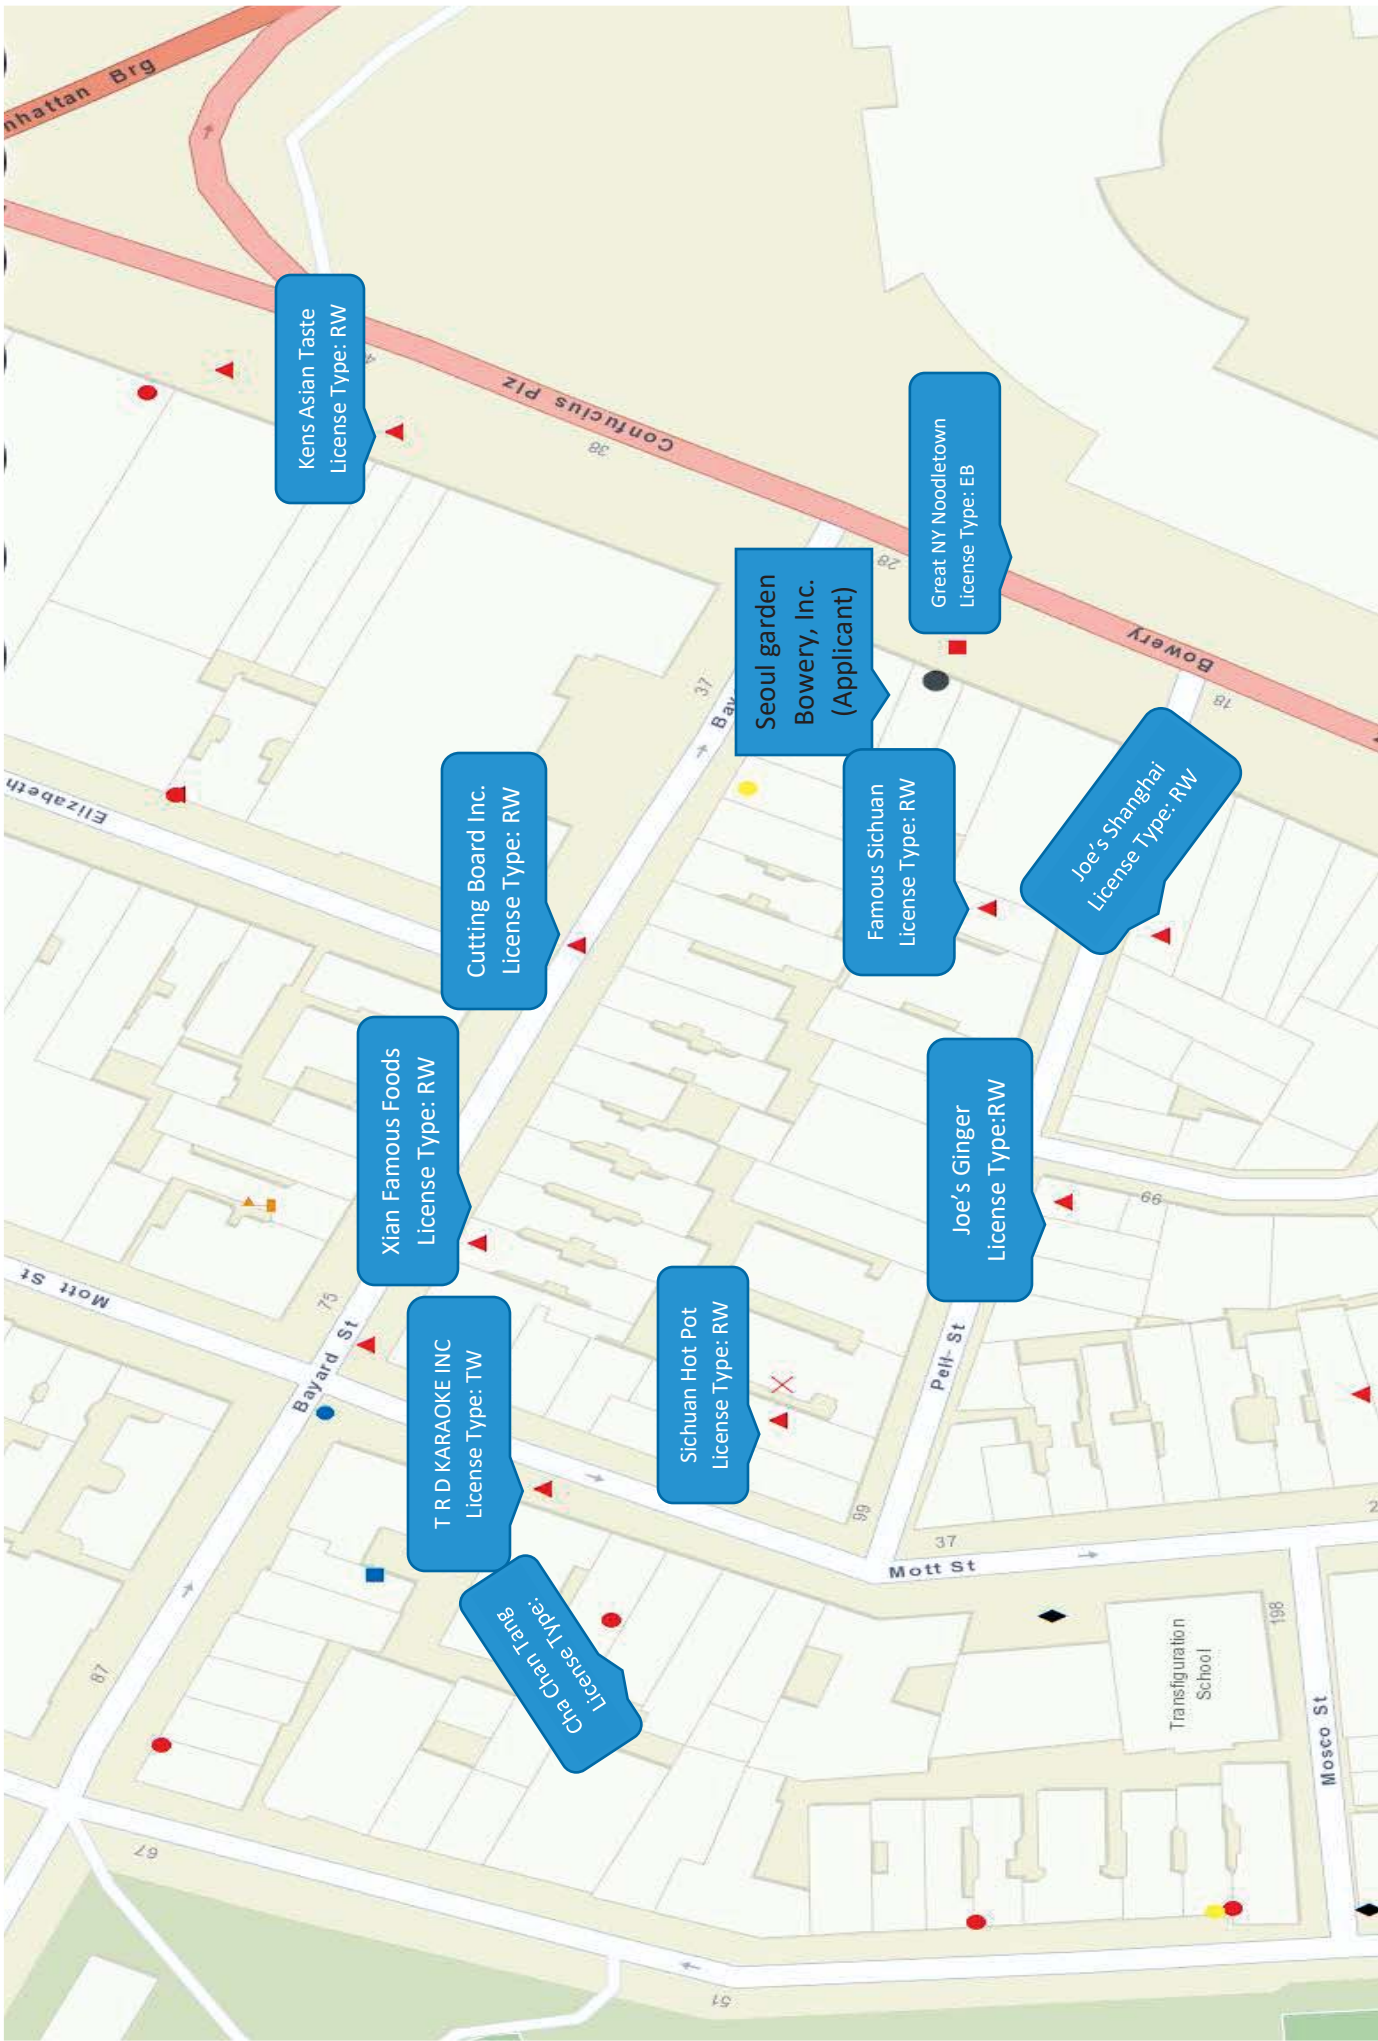 Kens Asian Taste
License Type: RW
Great NY Noodletown
License Type: EB
Seoul garden
Bowery, Inc.
(Applicant)
Cutting Board Inc.
License Type: RW
Famous Sichuan
License Type: RW
Joe's Shanghai
License Type: RW
Xian Famous Foods
License Type: RW
Joe's Ginger
License Type:RW
T R D KARAOKE INC
License Type: TW
Sichuan Hot Pot
License Type: RW
Cha Chan Tang
License Type:
nhattan Brg
Confucius Plz
38
4
28
Bowery
18
37
Bay
Elizabeth
Mott St
75
Bayard St
87
67
51
66
Pell St
99
37
Mott St
Transfiguration
School
198
Mosco St
2